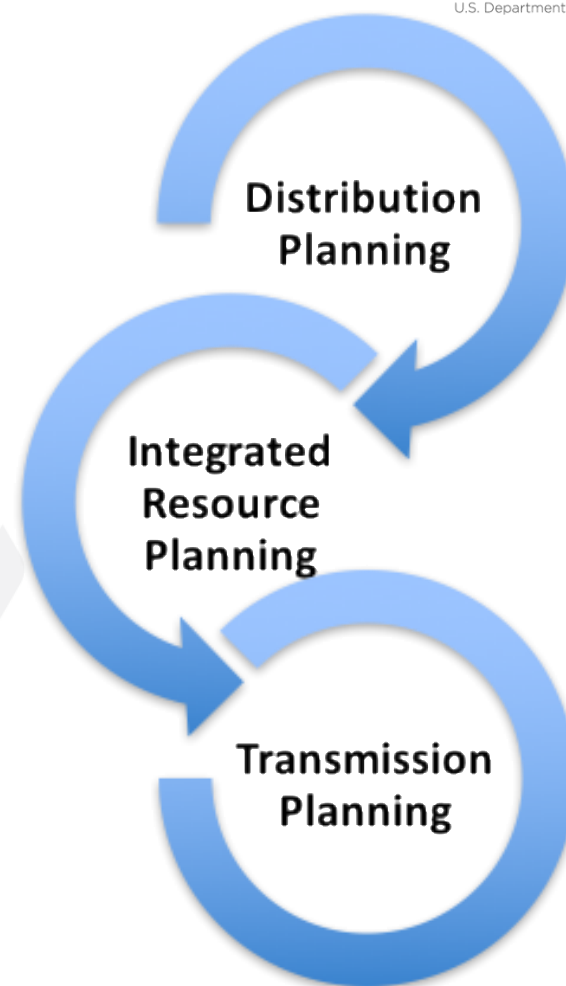 U.S. Department
Distribution
Planning
Integrated
Resource
Planning
Transmission
Planning